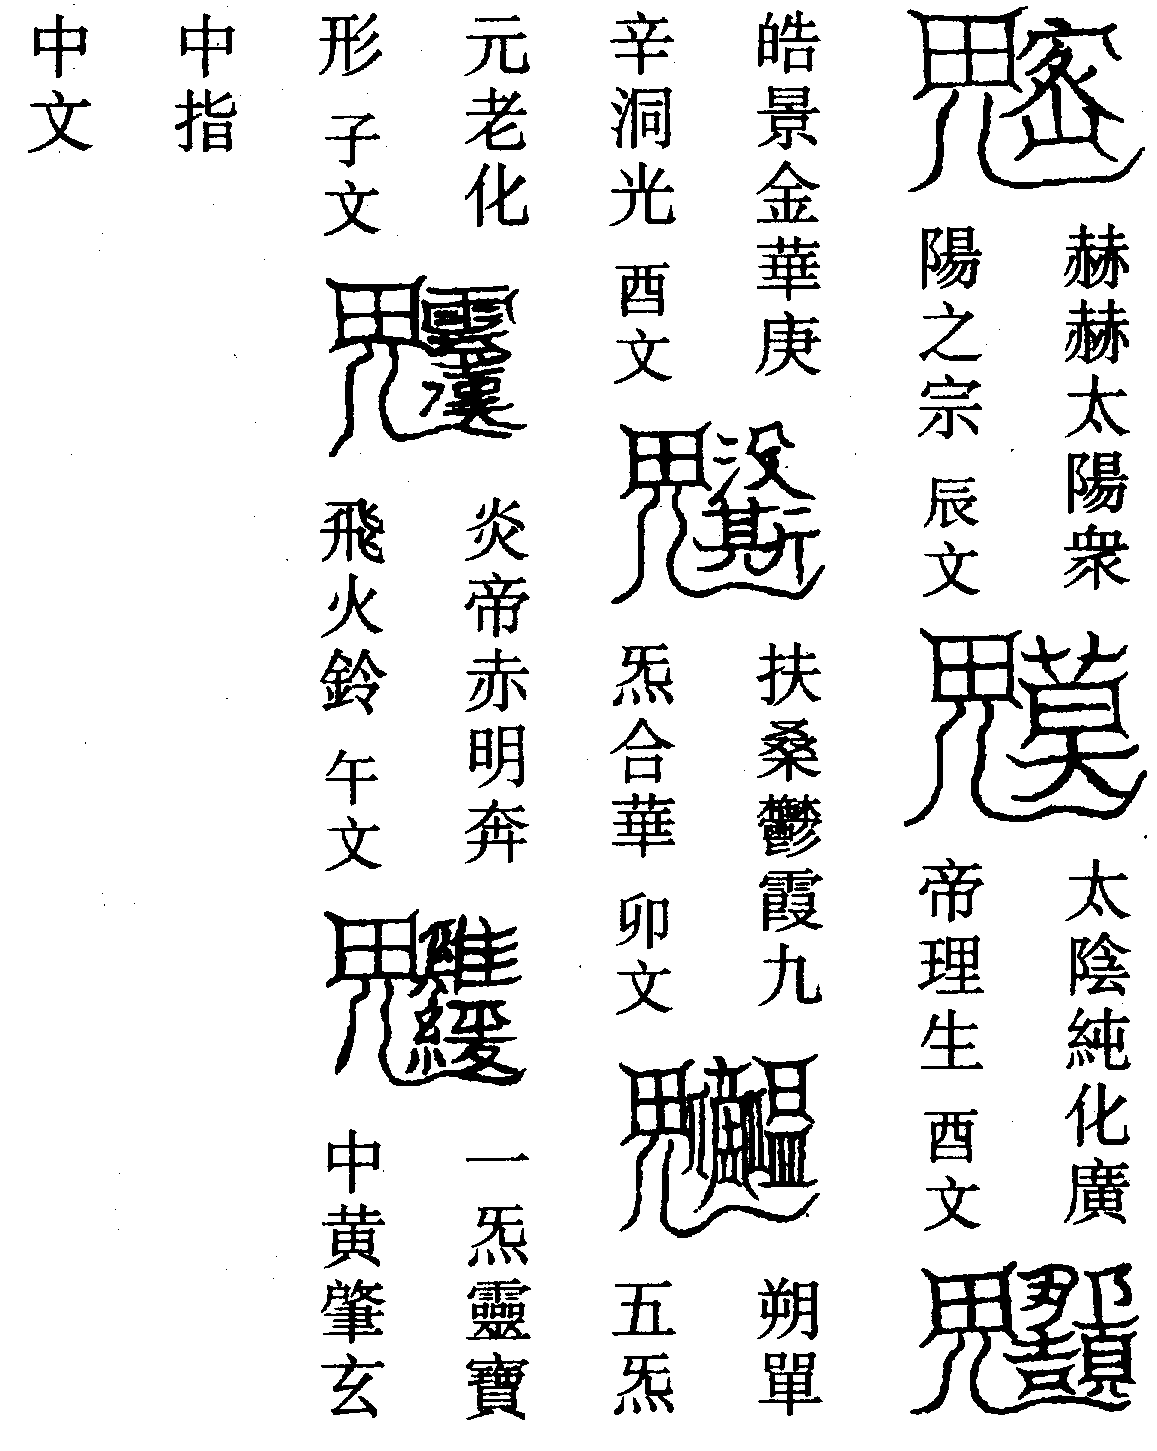 赫赫太陽衆
陽之宗 辰文
太陰純化廣
帝理生 酉文
皓景金華庚
辛洞光 酉文
扶桑鬱霞九
炁合華 卯文
朔單
五炁
元老化
形 子文
炎帝赤明奔
飛火鈴 午文
一炁靈寶
中黄肇玄
中指
中文